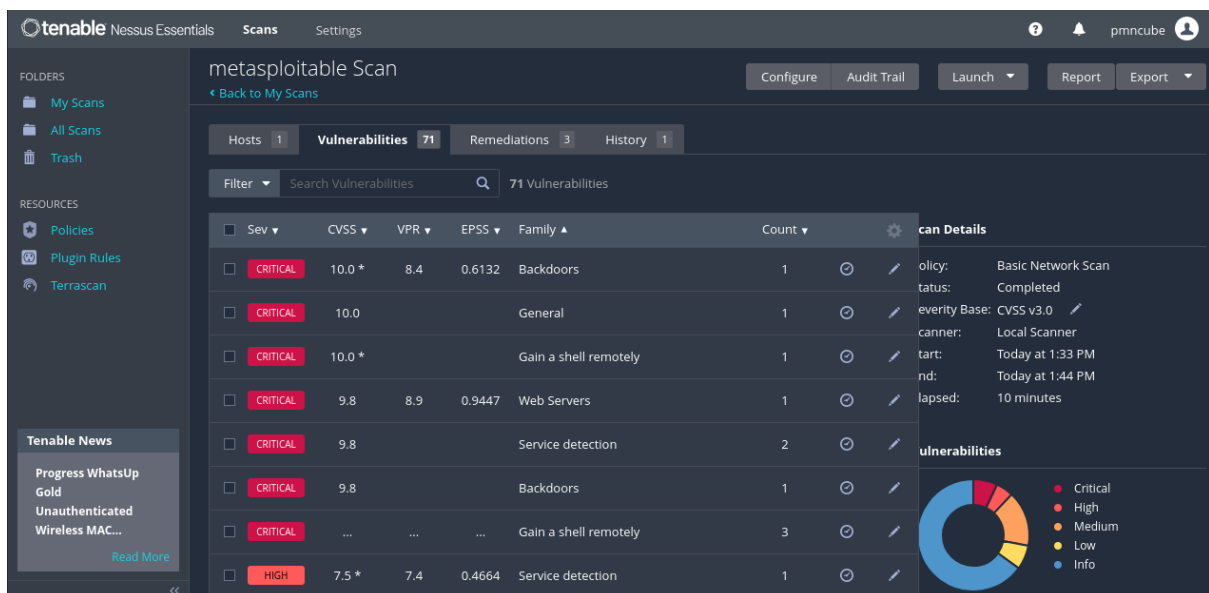 tenable Nessus Essentials Scans Settings pmncube
FOLDERS
My Scans
All Scans
Trash
RESOURCES
Policies
Plugin Rules
Terrascan
Tenable News
Progress WhatsUp
Gold
Unauthenticated
Wireless MAC...
Read More
metasploitable Scan
Back to My Scans
Configure Audit Trail Launch Report Export
Hosts 1 Vulnerabilities 71 Remediations 3 History 1
Filter Search Vulnerabilities 71 Vulnerabilities
Sev CVSS VPR EPSS Family Count
CRITICAL 10.0 * 8.4 0.6132 Backdoors 1
CRITICAL 10.0 General 1
CRITICAL 10.0 * Gain a shell remotely 1
CRITICAL 9.8 8.9 0.9447 Web Servers 1
CRITICAL 9.8 Service detection 2
CRITICAL 9.8 Backdoors 1
CRITICAL ... ... ... Gain a shell remotely 3
HIGH 7.5 * 7.4 0.4664 Service detection 1
can Details
olicy: Basic Network Scan
tatus: Completed
everity Base: CVSS v3.0
canner: Local Scanner
tart: Today at 1:33 PM
nd: Today at 1:44 PM
lapsed: 10 minutes
ulnerabilities
Critical
High
Medium
Low
Info